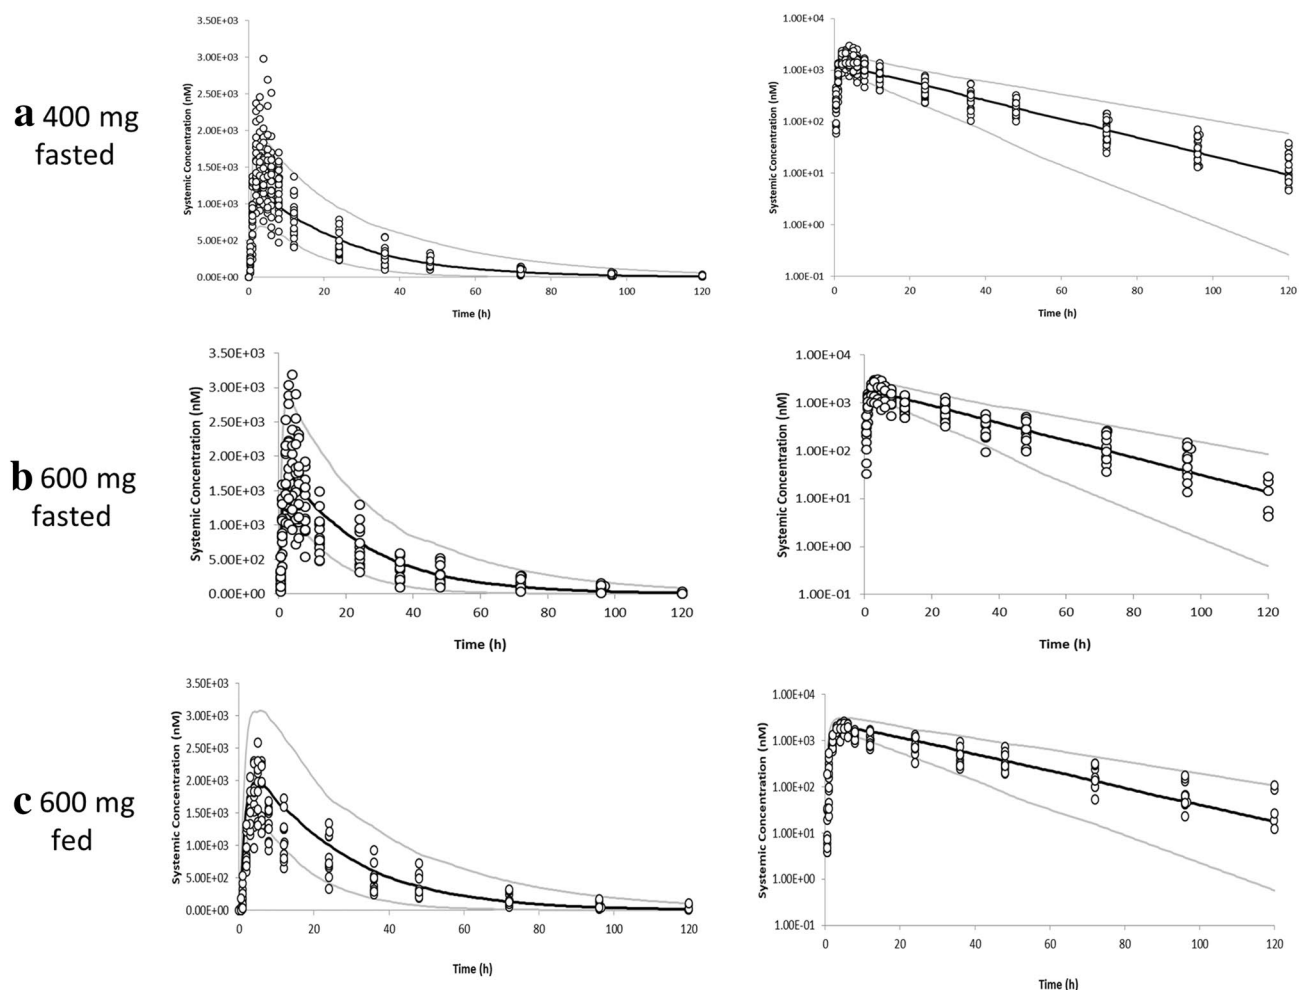 a 400 mg
fasted
Systemic Concentration (nM)
3.50E+03
3.00E+03
2.50E+03
2.00E+03
1.50E+03
1.00E+03
5.00E+02
0.00E+00
0 20 40 60 80 100 120
Time (h)
Systemic Concentration (nM)
1.00E+04
1.00E+03
1.00E+02
1.00E+01
1.00E+00
1.00E-01
0 20 40 60 80 100 120
Time (h)
b 600 mg
fasted
Systemic Concentration (nM)
3.50E+03
3.00E+03
2.50E+03
2.00E+03
1.50E+03
1.00E+03
5.00E+02
0.00E+00
0 20 40 60 80 100 120
Time (h)
Systemic Concentration (nM)
1.00E+04
1.00E+03
1.00E+02
1.00E+01
1.00E+00
1.00E-01
0 20 40 60 80 100 120
Time (h)
c 600 mg
fed
Systemic Concentration (nM)
3.50E+03
3.00E+03
2.50E+03
2.00E+03
1.50E+03
1.00E+03
5.00E+02
0.00E+00
0 20 40 60 80 100 120
Time (h)
Systemic Concentration (nM)
1.00E+04
1.00E+03
1.00E+02
1.00E+01
1.00E+00
1.00E-01
0 20 40 60 80 100 120
Time (h)